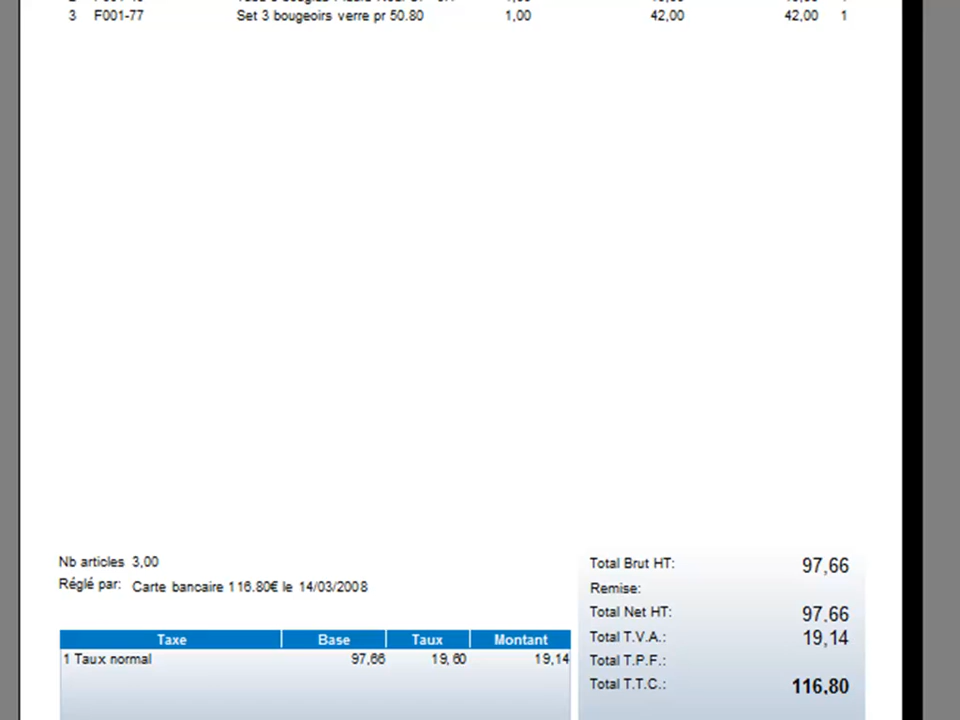 3 F001-77 Set 3 bougeoirs verre pr 50.80 1,00 42,00 42,00 1
Nb articles 3,00
Réglé par: Carte bancaire 116.80€ le 14/03/2008
Taxe Base Taux Montant
1 Taux normal 97,66 19,60 19,14
Total Brut HT: 97,66
Remise:
Total Net HT: 97,66
Total T.V.A.: 19,14
Total T.P.F.:
Total T.T.C.: 116,80